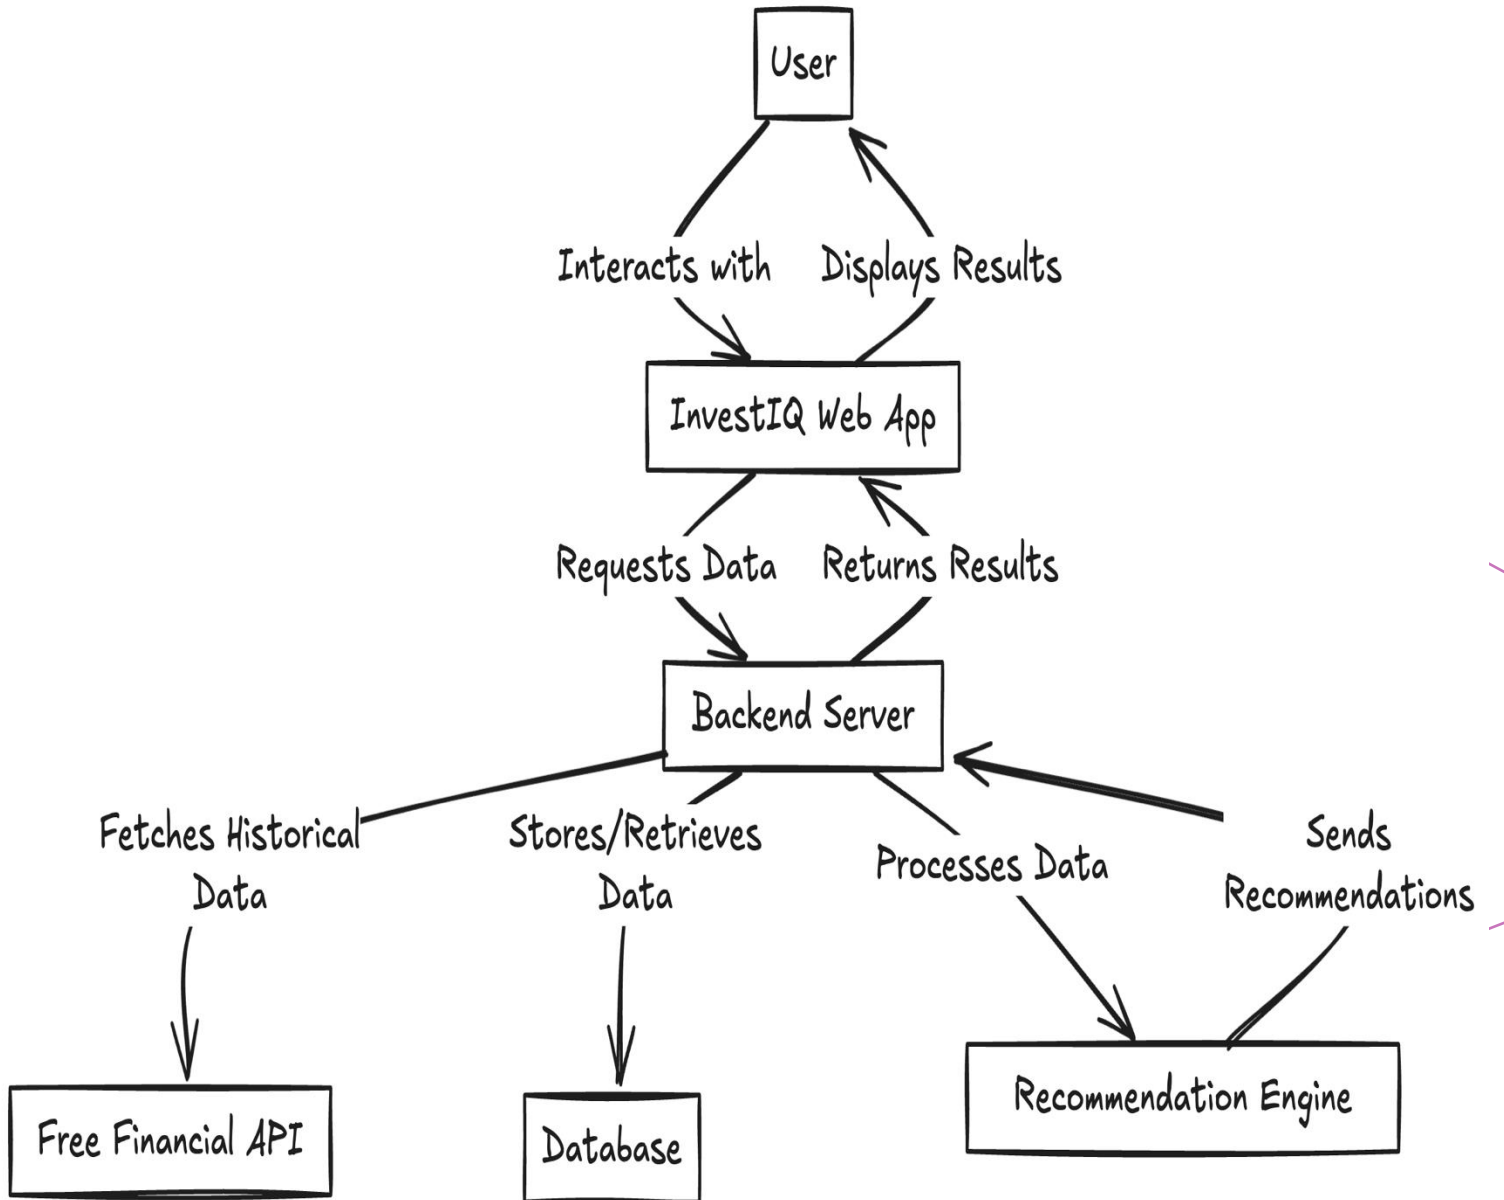 User
Interacts with
Displays Results
InvestIQ Web App
Requests Data
Returns Results
Backend Server
Fetches Historical
Data
Stores/Retrieves
Data
Processes Data
Sends
Recommendations
Free Financial API
Database
Recommendation Engine